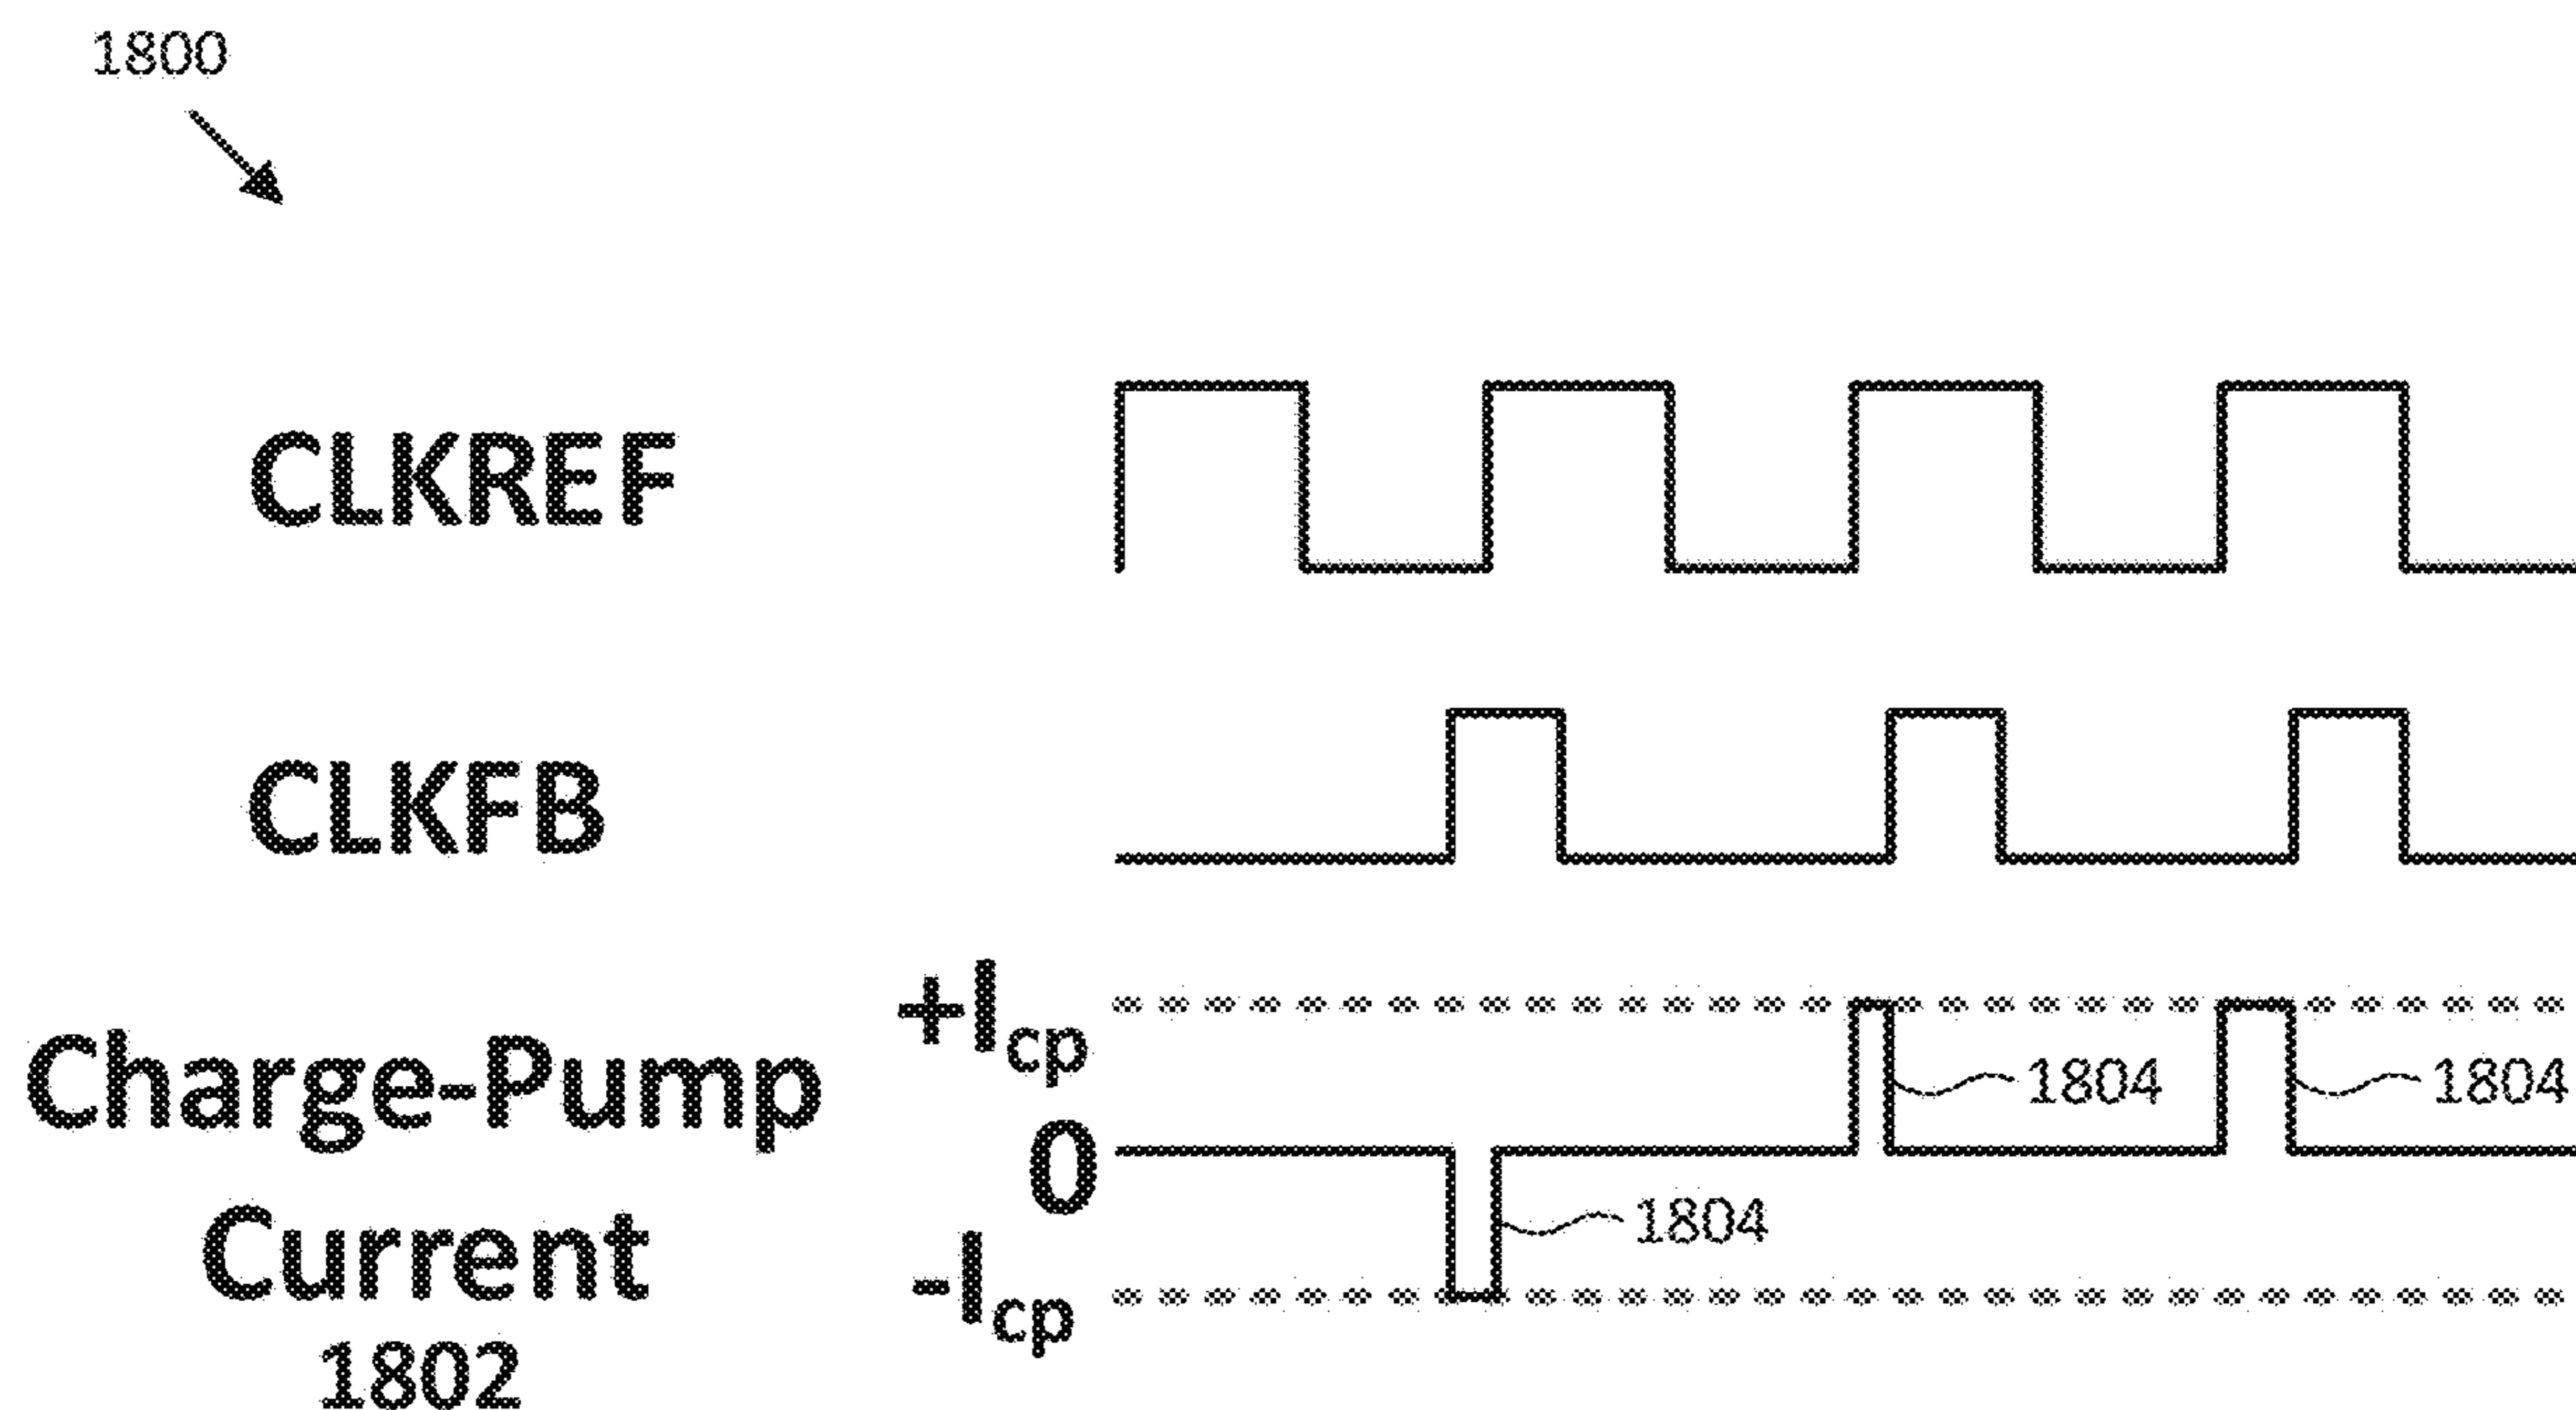 1800
CLKREF
CLKFB
Charge-Pump
Current
1802
+Icp
0
-Icp
1804
1804
1804